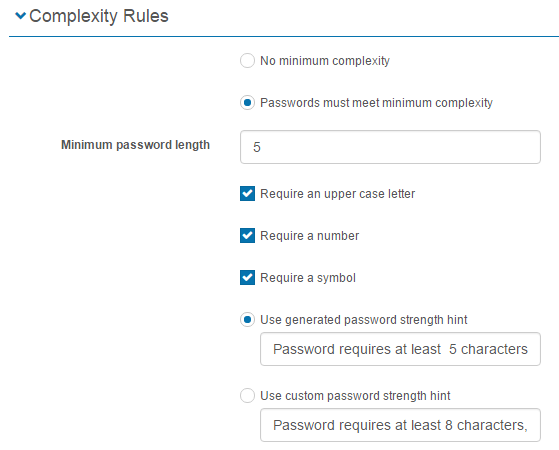 Complexity Rules
No minimum complexity
Passwords must meet minimum complexity
Minimum password length
5
Require an upper case letter
Require a number
Require a symbol
Use generated password strength hint
Password requires at least  5 characters
Use custom password strength hint
Password requires at least 8 characters,